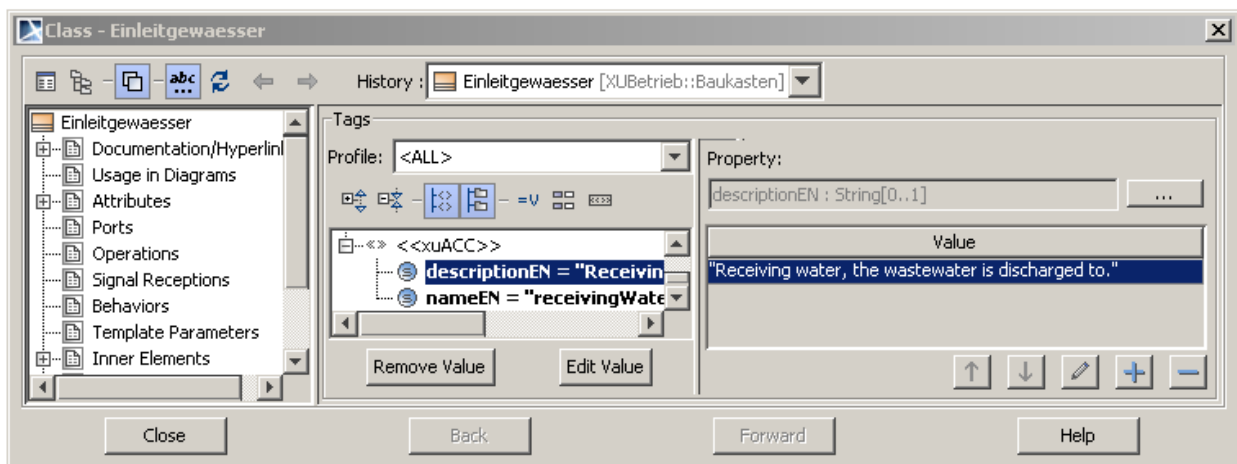 Class - Einleitgewaesser
abc
History : Einleitgewaesser [XUBetrieb::Baukasten]
Einleitgewaesser
Documentation/Hyperlinl
Usage in Diagrams
Attributes
Ports
Operations
Signal Receptions
Behaviors
Template Parameters
Inner Elements
Tags
Profile: <ALL>
=V
<<xuACC>>
descriptionEN = "Receivin
nameEN = "receivingWate
Remove Value Edit Value
Property:
descriptionEN : String[0..1]
...
Value
"Receiving water, the wastewater is discharged to."
Close Back Forward Help